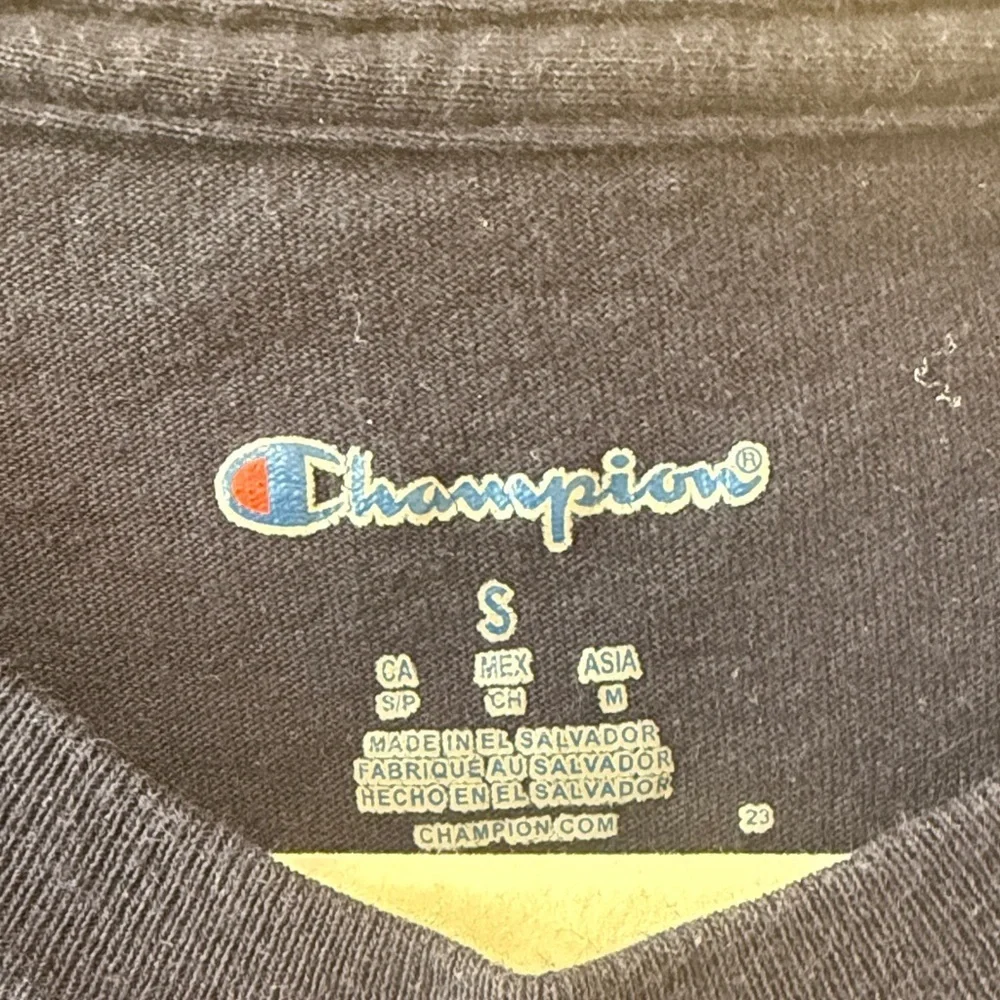 Champion®
S
CA MEX ASIA
S/P CH M
MADE IN EL SALVADOR
FABRIQUÉ AU SALVADOR
HECHO EN EL SALVADOR
CHAMPION.COM
23